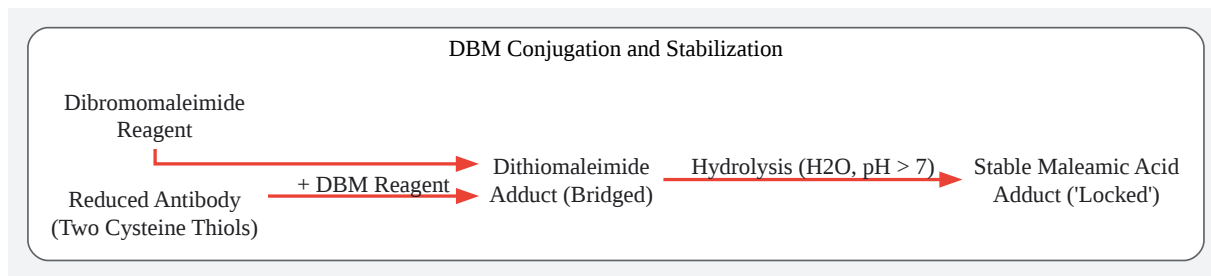 DBM Conjugation and Stabilization
Dibromomaleimide
Reagent
Reduced Antibody
(Two Cysteine Thiols)
+ DBM Reagent
Dithiomaleimide
Adduct (Bridged)
Hydrolysis (H2O, pH > 7)
Stable Maleamic Acid
Adduct ('Locked')